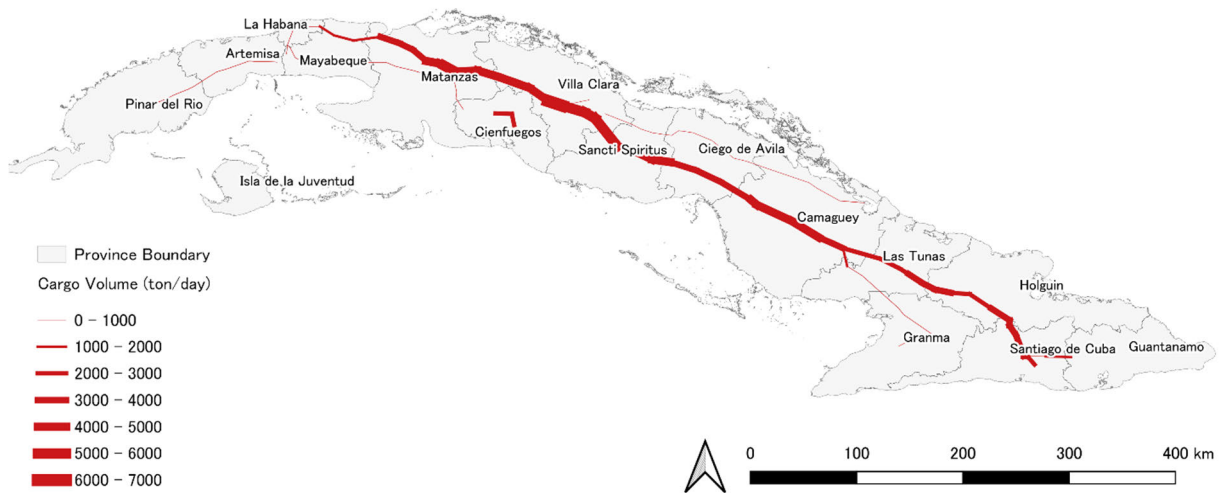 La Habana
Artemisa
Mayabeque
Pinar del Rio
Matanzas
Villa Clara
Cienfuegos
Sancti Spiritus
Ciego de Avila
Isla de la Juventud
Camaguey
Las Tunas
Holguin
Granma
Santiago de Cuba
Guantanamo
Province Boundary
Cargo Volume (ton/day)
0 – 1000
1000 – 2000
2000 – 3000
3000 – 4000
4000 – 5000
5000 – 6000
6000 – 7000
0 100 200 300 400 km